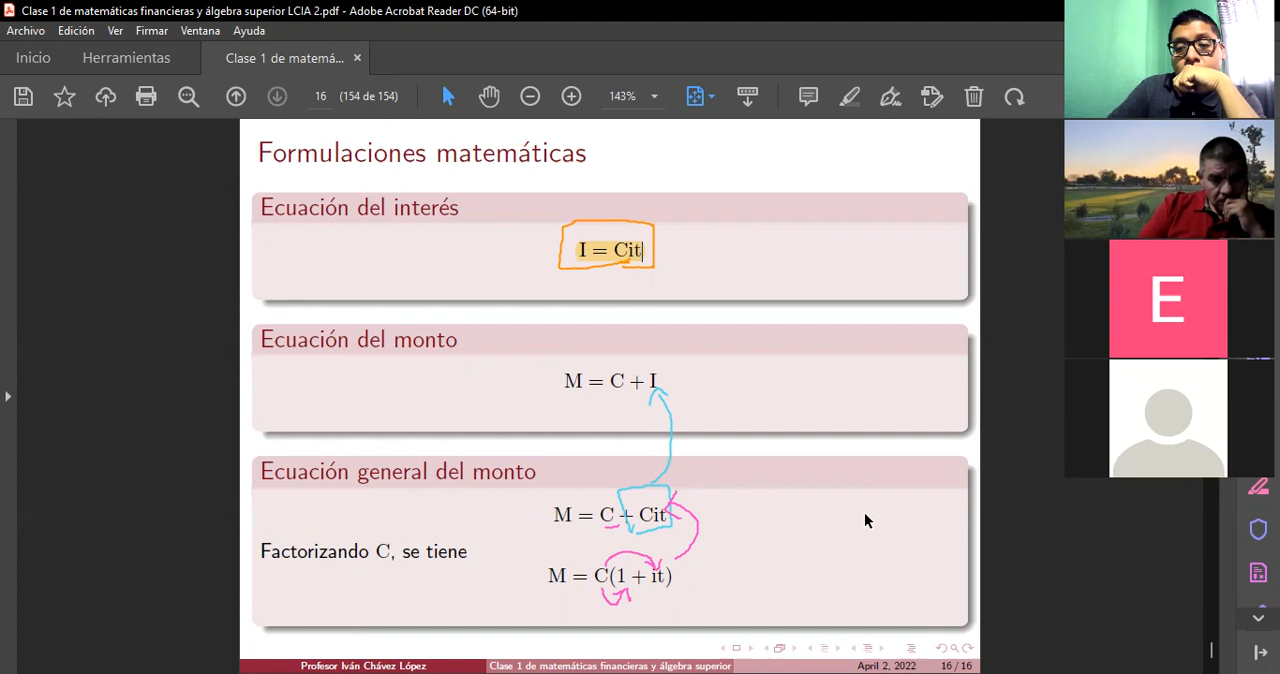 Clase 1 de matemáticas financieras y álgebra superior LCIA 2.pdf - Adobe Acrobat Reader DC (64-bit)
Archivo Edición Ver Firmar Ventana Ayuda
Inicio Herramientas Clase 1 de matemá... ×
16 (154 de 154) 143%
Formulaciones matemáticas
Ecuación del interés
I = Cit
Ecuación del monto
M = C + I
Ecuación general del monto
M = C + Cit
Factorizando C, se tiene
M = C(1 + it)
Profesor Iván Chávez López Clase 1 de matemáticas financieras y álgebra superior April 2, 2022 16 / 16
E